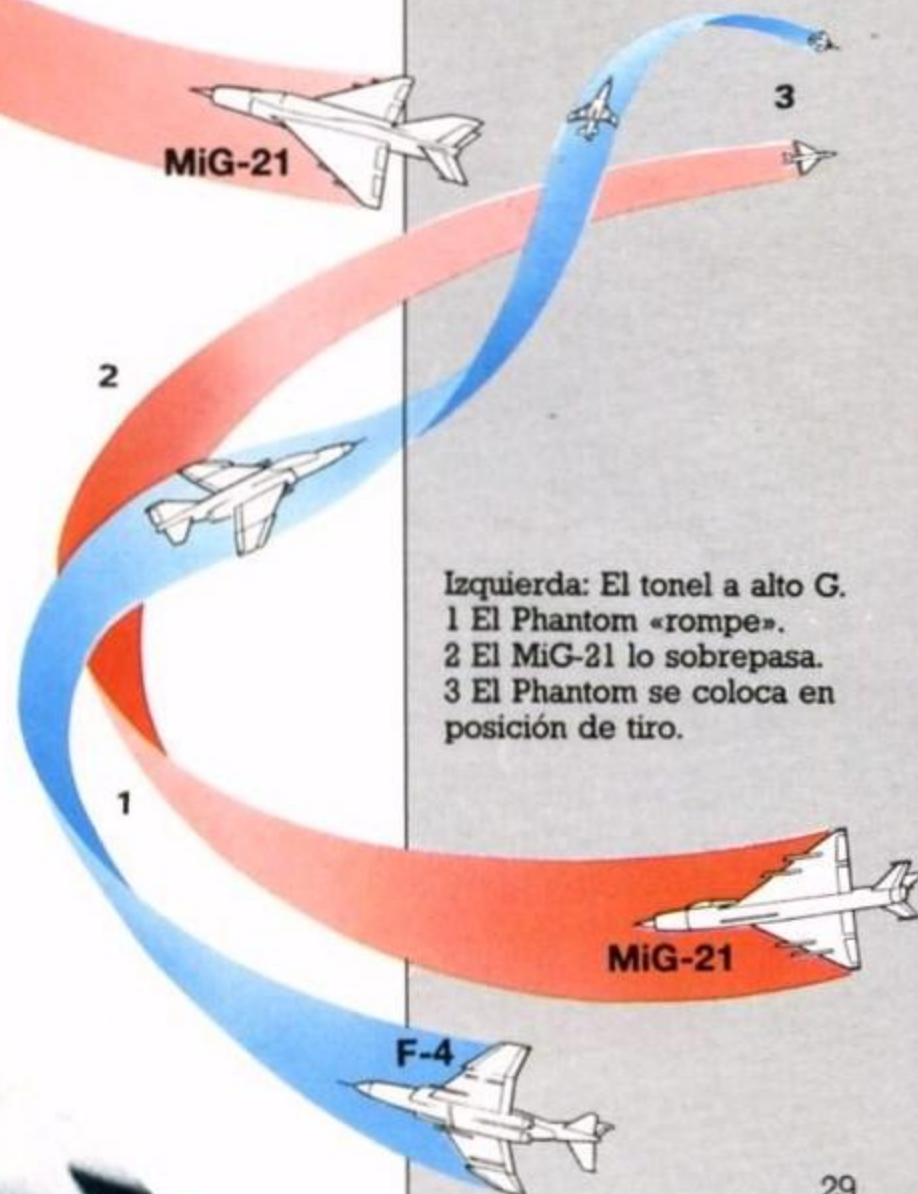 MiG-21
3
2
Izquierda: El tonel a alto G.
1 El Phantom «rompe».
2 El MiG-21 lo sobrepasa.
3 El Phantom se coloca en
posición de tiro.
1
MiG-21
F-4
29